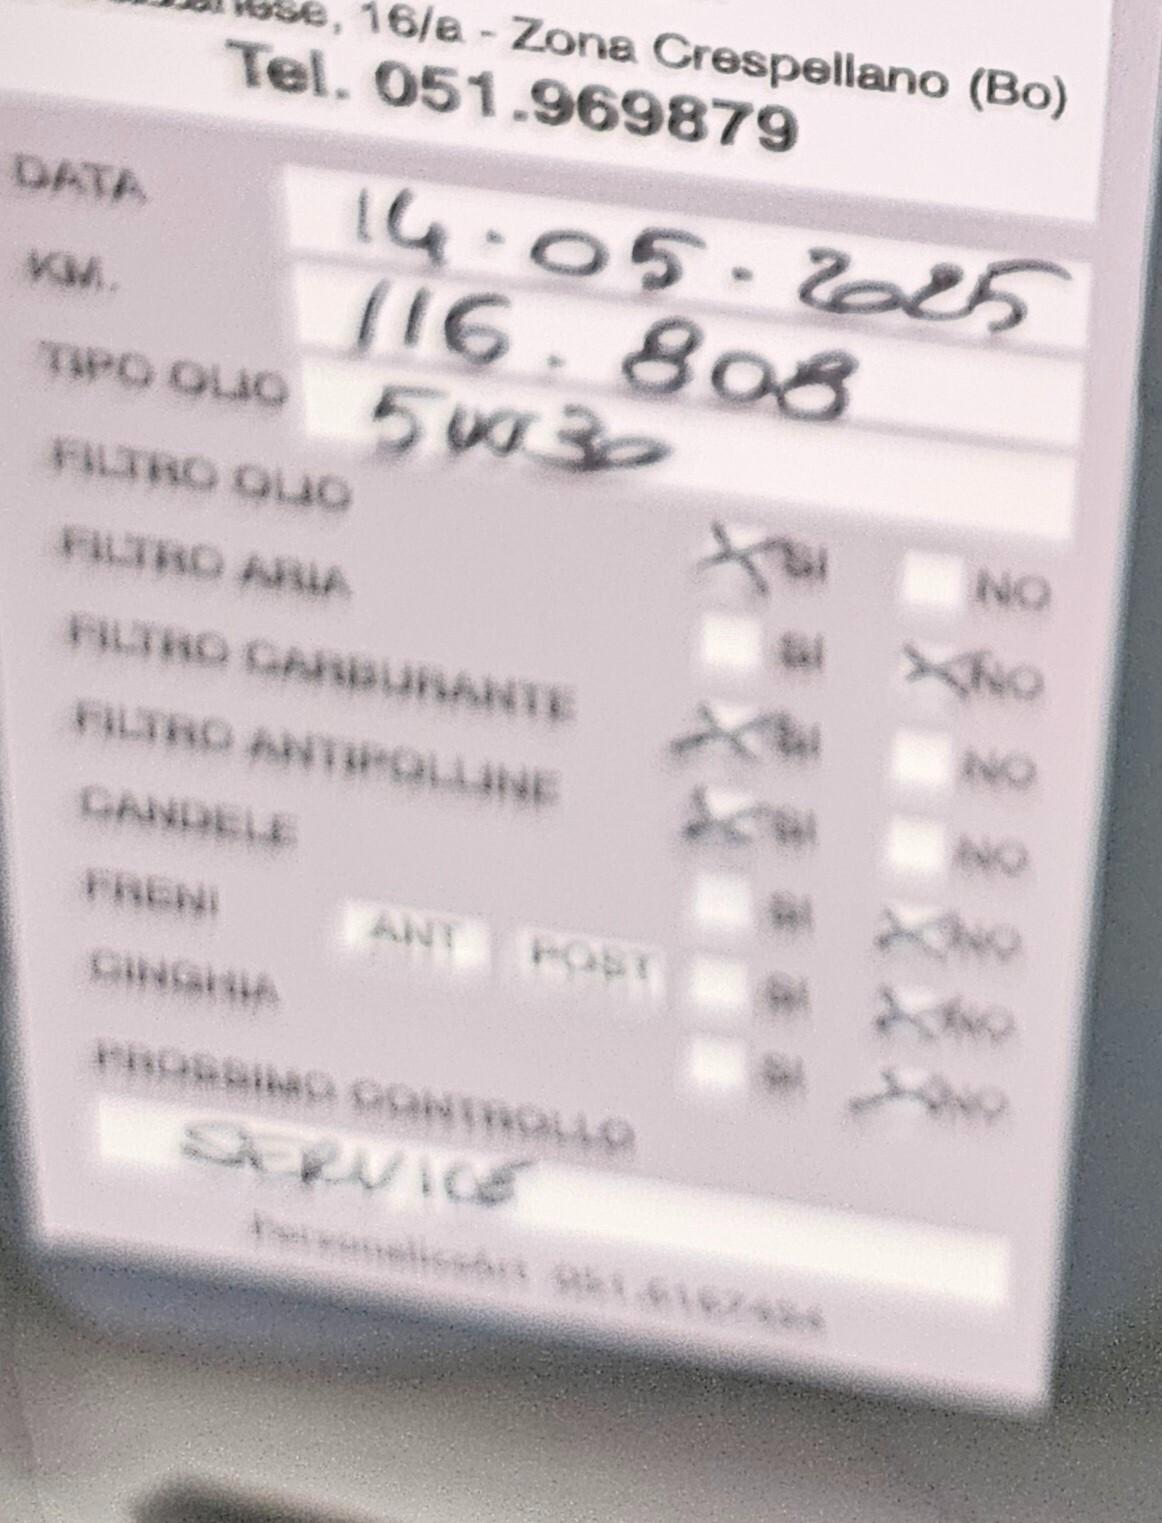 16/a - Zona Crespellano (Bo)
Tel. 051.969879
DATA 14.05.2025
KM. 116.808
TIPO OLIO 5W30
FILTRO OLIO X SI NO
FILTRO ARIA SI X NO
FILTRO CARBURANTE X SI NO
FILTRO ANTIPOLLINE X SI NO
CANDELE SI X NO
FRENI ANT POST SI X NO
CINGHIA SI X NO
PROSSIMO CONTROLLO
SERVICE